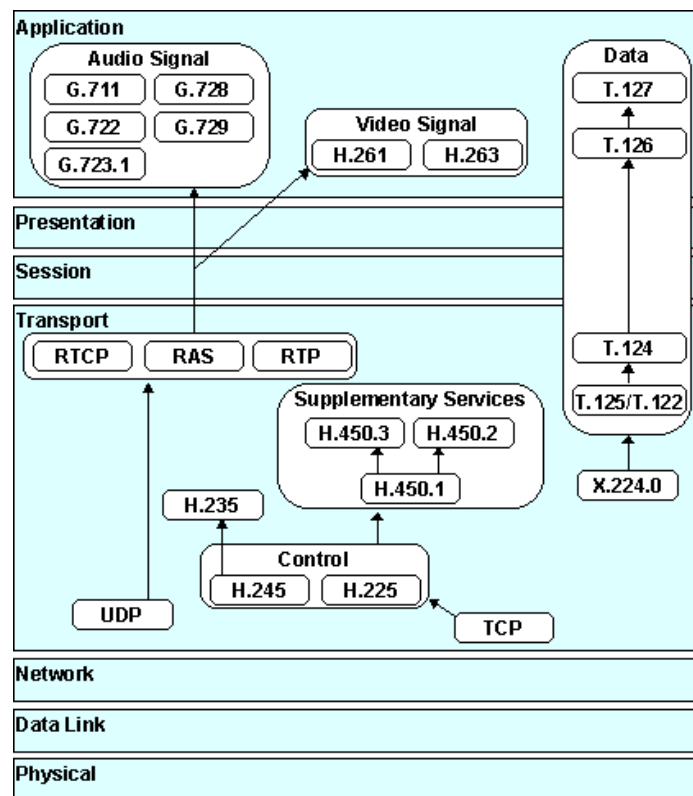 Application
Audio Signal
G.711
G.728
G.722
G.729
G.723.1
Video Signal
H.261
H.263
Data
T.127
T.126
Presentation
Session
Transport
RTCP
RAS
RTP
T.124
T.125/T.122
X.224.0
Supplementary Services
H.450.3
H.450.2
H.450.1
H.235
Control
H.245
H.225
UDP
TCP
Network
Data Link
Physical